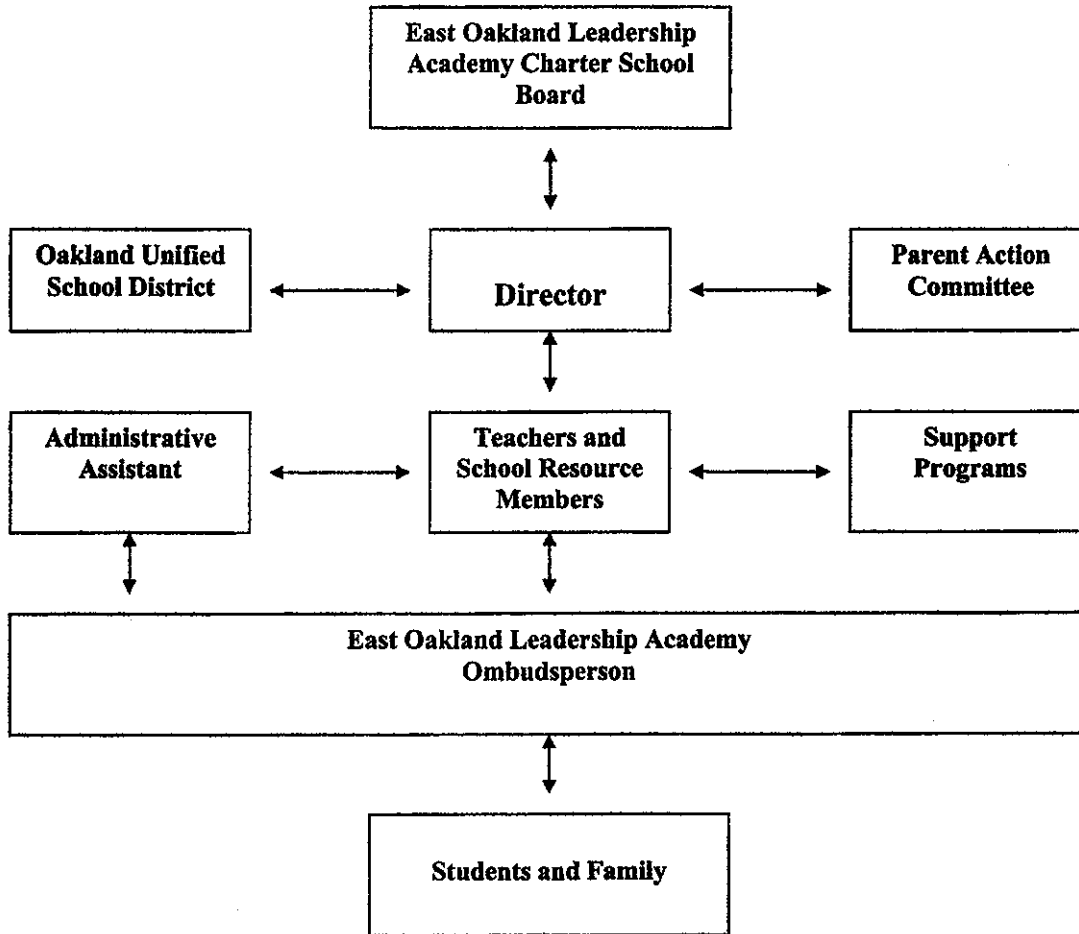 East Oakland Leadership
Academy Charter School
Board
Oakland Unified
School District
Director
Parent Action
Committee
Administrative
Assistant
Teachers and
School Resource
Members
Support
Programs
East Oakland Leadership Academy
Ombudsperson
Students and Family